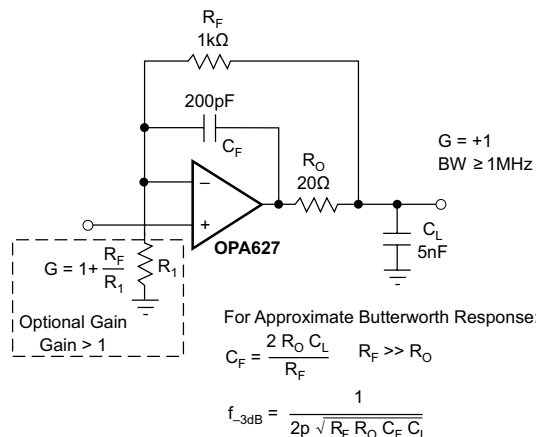 R_F
1kΩ
200pF
C_F
R_O
20Ω
G = +1
BW ≥ 1MHz
–
+
OPA627
C_L
5nF
G = 1+ R_F / R_1
R_1
Optional Gain
Gain > 1
For Approximate Butterworth Response:
C_F = 2 R_O C_L / R_F    R_F >> R_O
f_–3dB = 1 / 2p √ R_F R_O C_F C_L